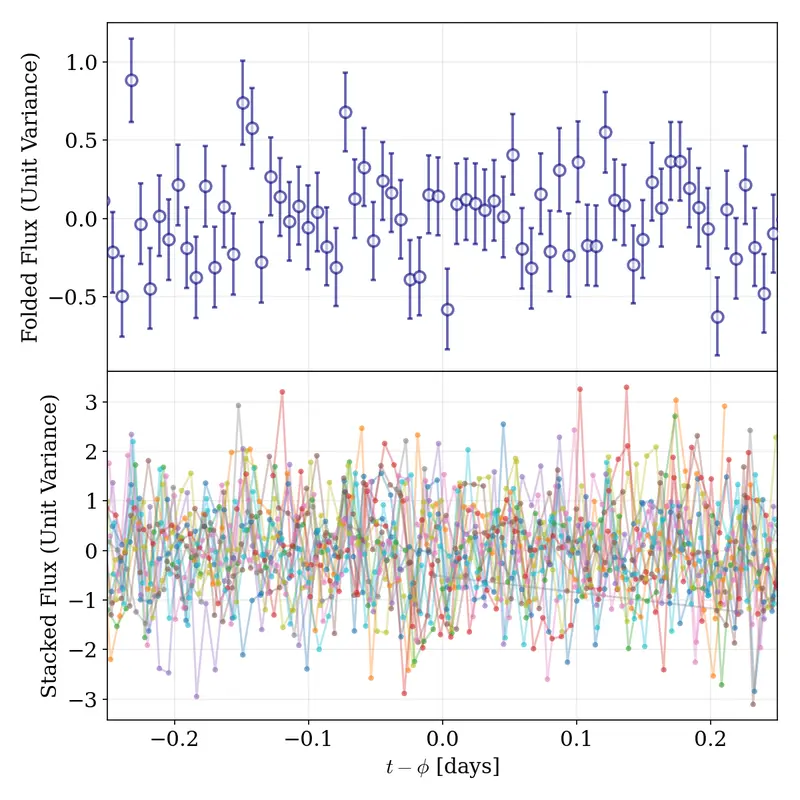 Folded Flux (Unit Variance)
1.0
0.5
0.0
−0.5
Stacked Flux (Unit Variance)
3
2
1
0
−1
−2
−3
−0.2 −0.1 0.0 0.1 0.2
t − ϕ [days]